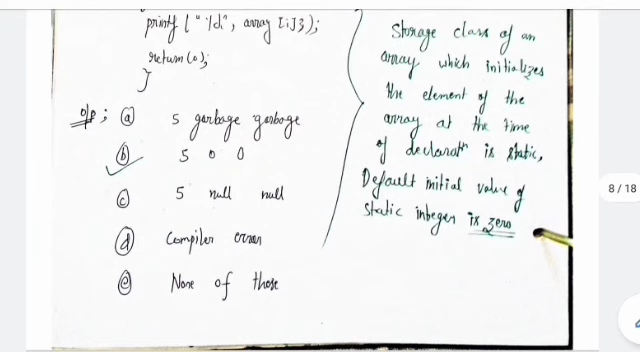 printf ("%d", array [i]);
return(0);
}
o/p ; (a) 5 garbage garbage
(b) 5 0 0
(c) 5 null null
(d) Compiler error
(e) None of those
Storage class of an
array which initializes
the element of the
array at the time
of declaratn is static,
Default initial value of
static integer is zero
8 / 18